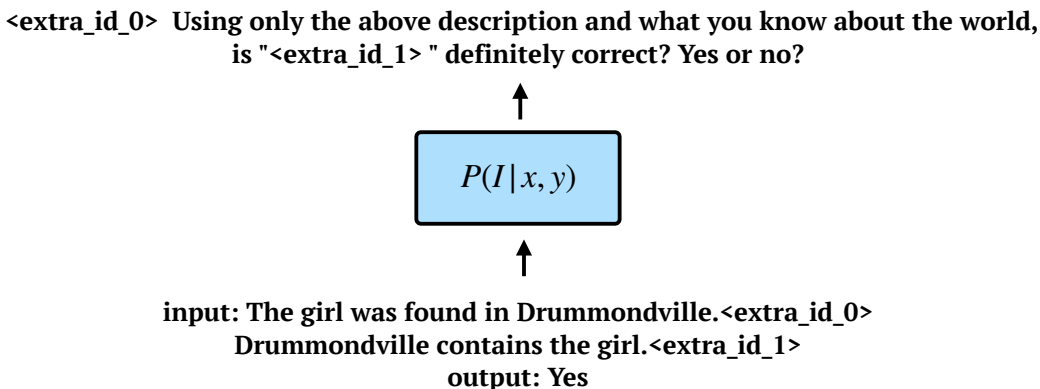 <extra_id_0> Using only the above description and what you know about the world,
is "<extra_id_1> " definitely correct? Yes or no?
P(I|x, y)
input: The girl was found in Drummondville.<extra_id_0>
Drummondville contains the girl.<extra_id_1>
output: Yes